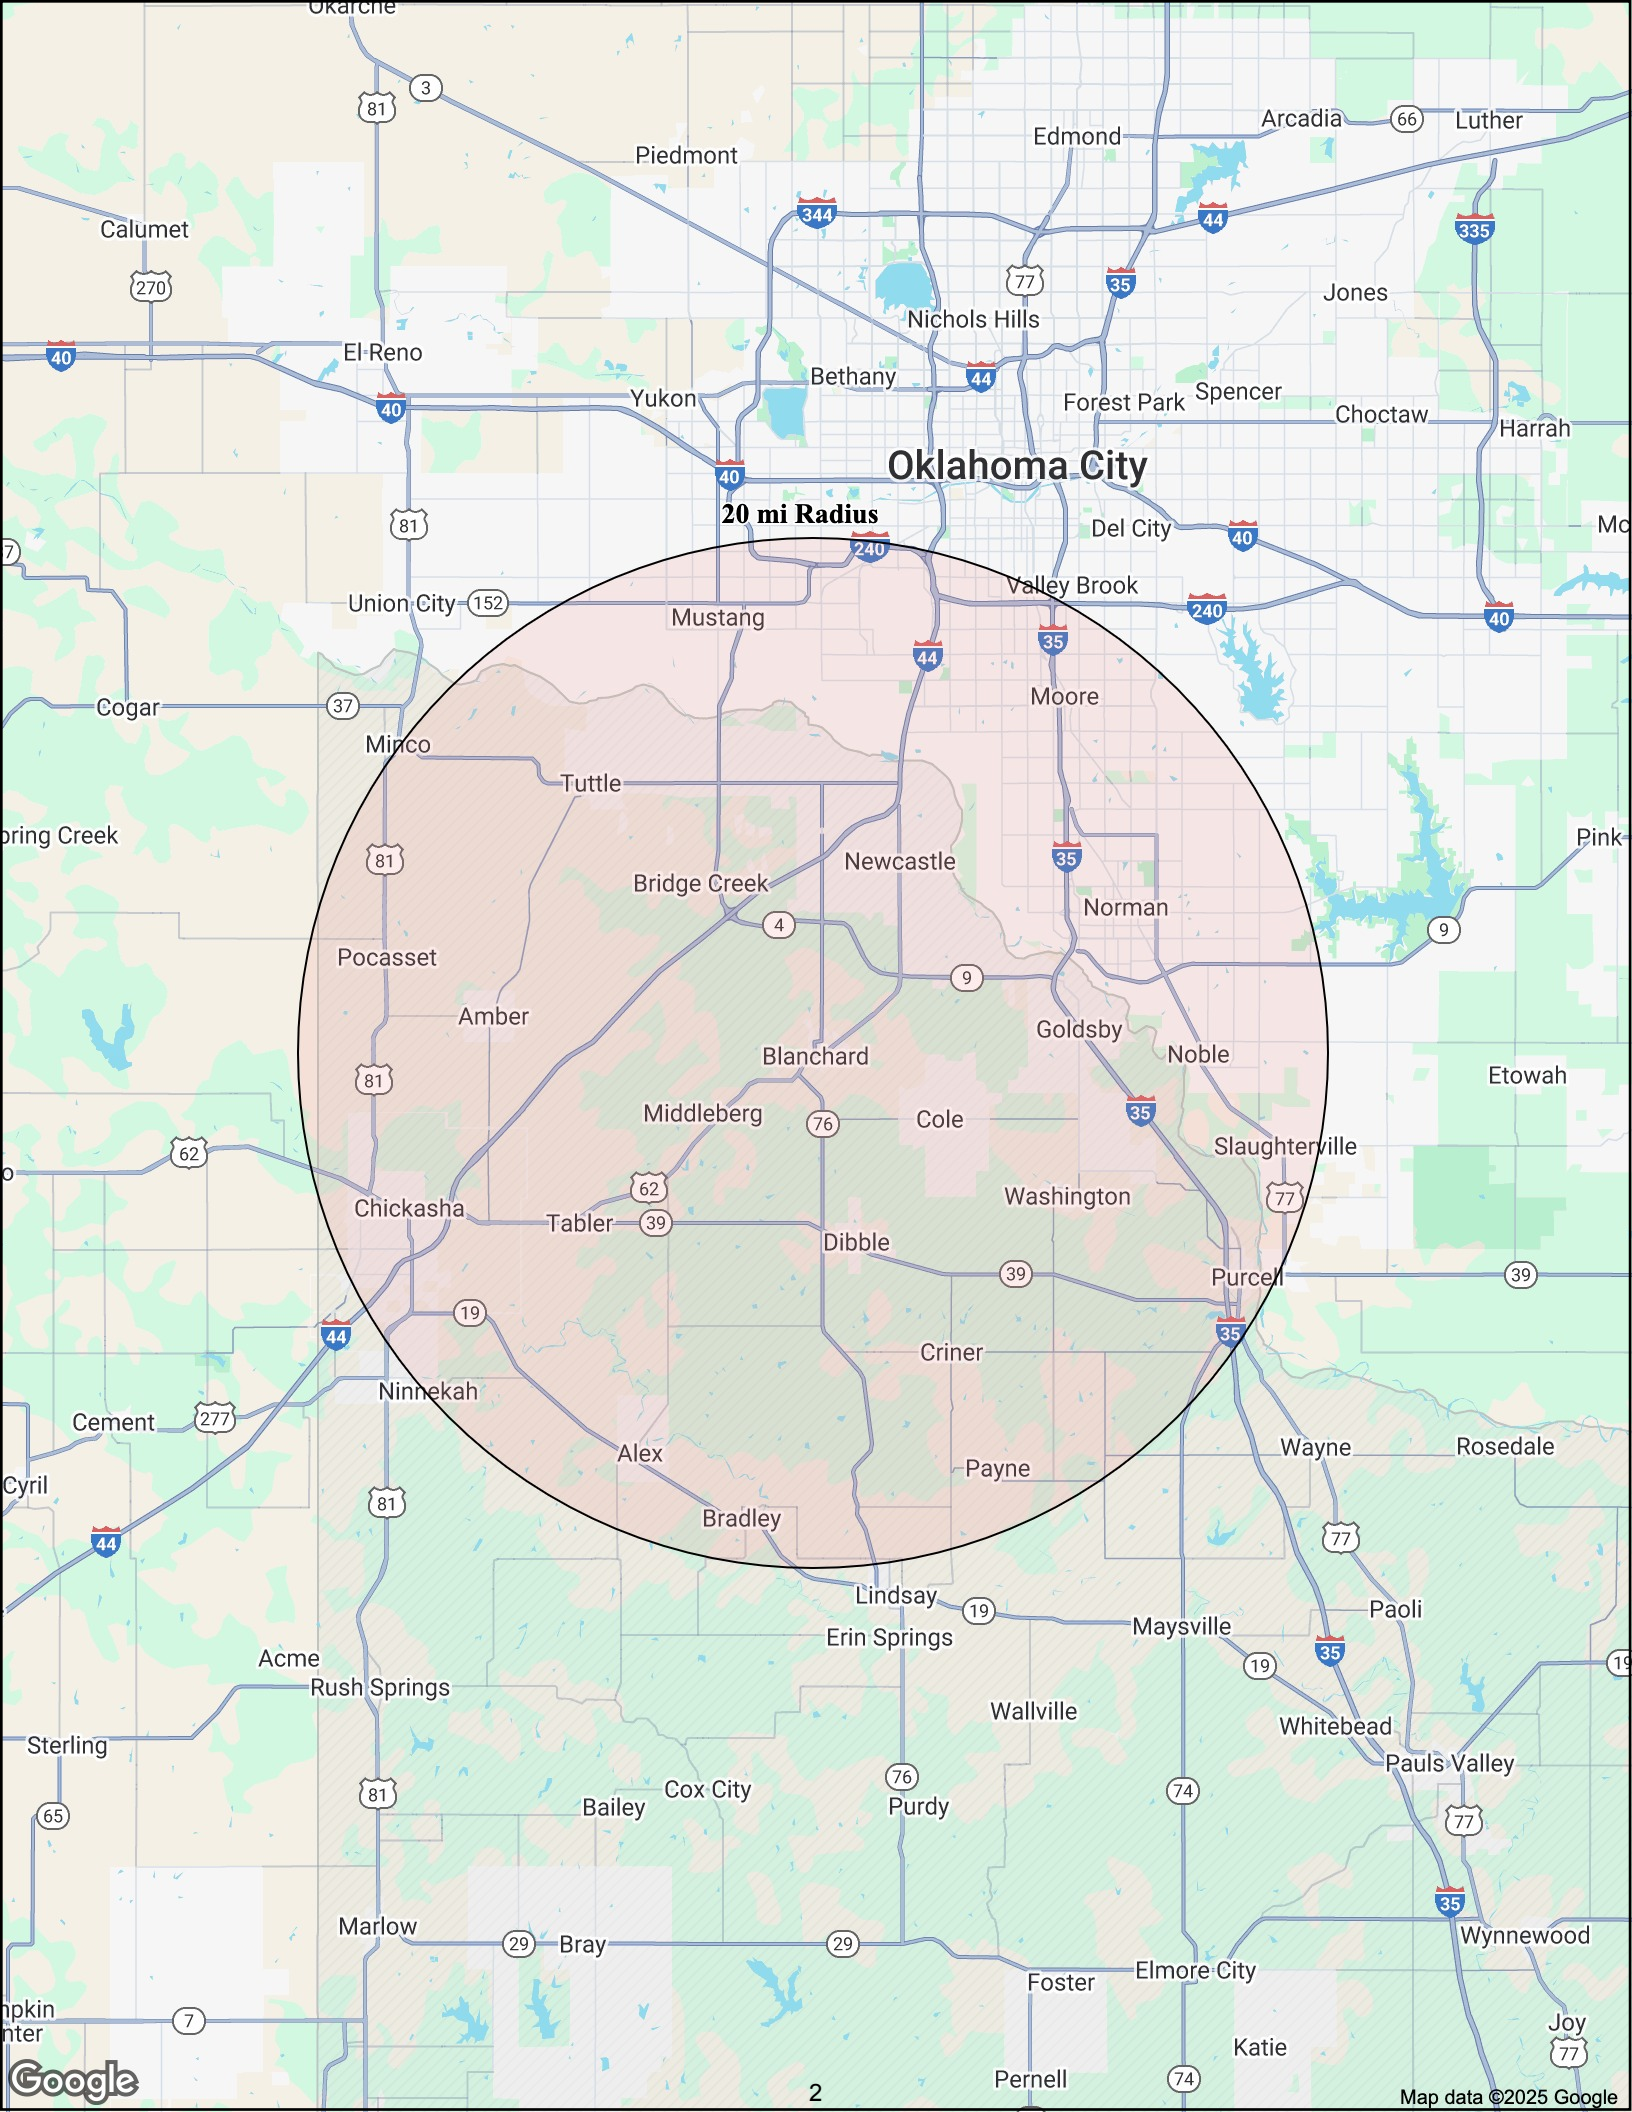 Okarche
81
3
Piedmont
Edmond
Arcadia
66
Luther
344
44
335
Calumet
270
77
35
Jones
Nichols Hills
40
El Reno
44
Bethany
Yukon
40
Forest Park
Spencer
Choctaw
Harrah
Oklahoma City
40
20 mi Radius
81
Del City
40
240
Valley Brook
Union City
152
Mustang
240
40
35
44
Moore
Cogar
37
Minco
Tuttle
pring Creek
Pink
81
Newcastle
35
Bridge Creek
Norman
4
9
Pocasset
9
Amber
Goldsby
Blanchard
Noble
81
Etowah
Middleberg
Cole
35
76
62
Slaughterville
62
Washington
77
Chickasha
Tabler
39
Dibble
39
Purcell
39
19
44
35
Criner
Ninnekah
277
Cement
Alex
Wayne
Rosedale
Payne
Cyril
81
Bradley
77
44
Lindsay
19
Paoli
Erin Springs
Maysville
35
19
19
Acme
Rush Springs
Wallville
Whitebead
Sterling
Pauls Valley
76
Cox City
74
81
Bailey
Purdy
65
77
35
Marlow
29
Bray
29
Wynnewood
Elmore City
Foster
7
Joy
Katie
77
Pernell
74
Google
2
Map data ©2025 Google